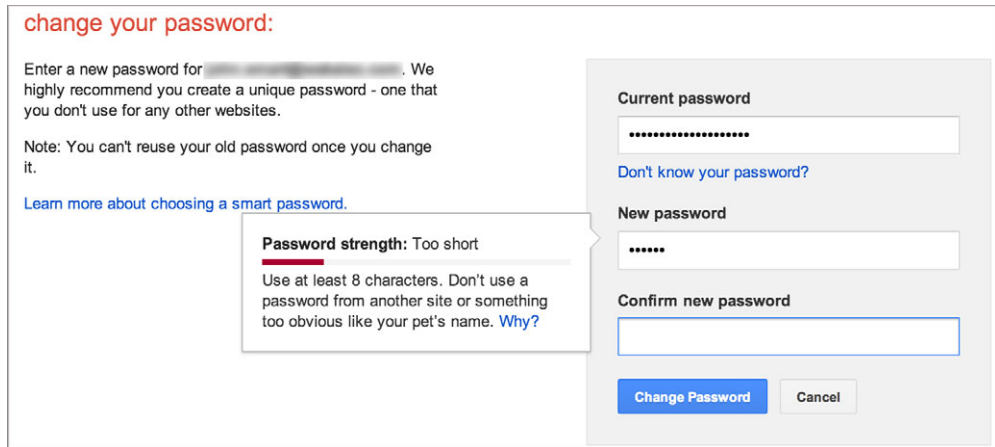 change your password:
Enter a new password for . We
highly recommend you create a unique password - one that
you don't use for any other websites.
Note: You can't reuse your old password once you change
it.
Learn more about choosing a smart password.
Password strength: Too short
Use at least 8 characters. Don't use a
password from another site or something
too obvious like your pet's name. Why?
Current password
Don't know your password?
New password
Confirm new password
Change Password
Cancel